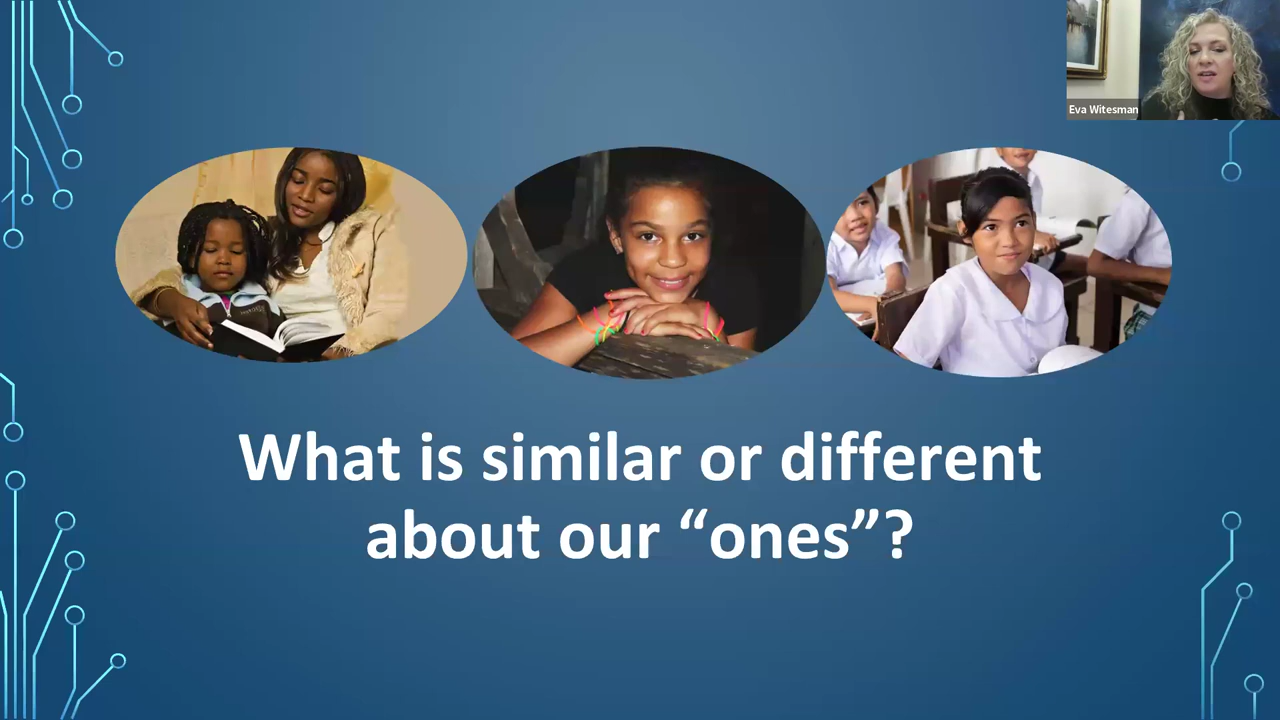 Eva Witesman
What is similar or different
about our “ones”?